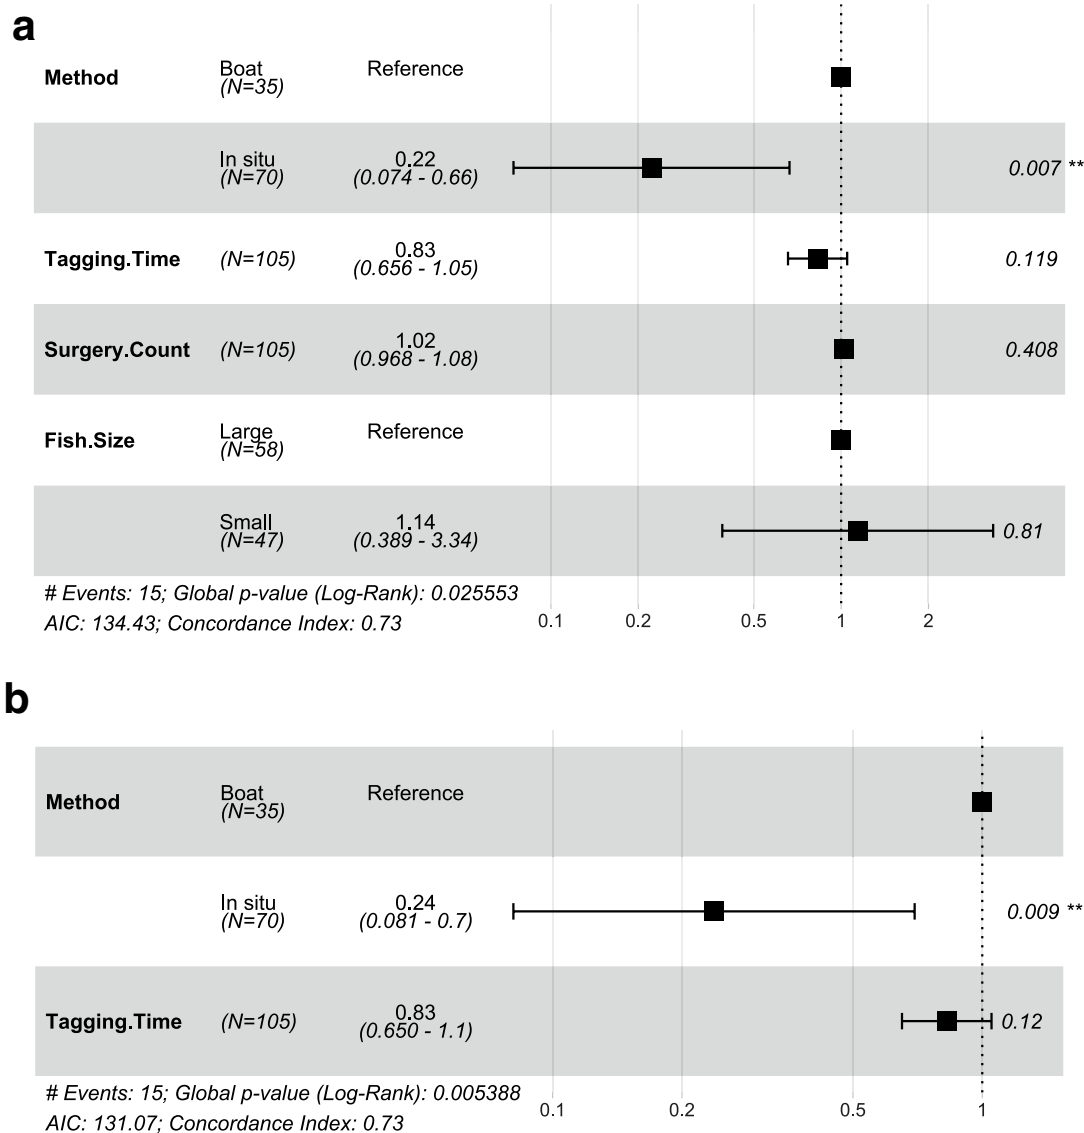 a
Method Boat Reference
(N=35)
In situ 0.22 0.007 **
(N=70) (0.074 - 0.66)
Tagging.Time (N=105) 0.83 0.119
(0.656 - 1.05)
Surgery.Count (N=105) 1.02 0.408
(0.968 - 1.08)
Fish.Size Large Reference
(N=58)
Small 1.14 0.81
(N=47) (0.389 - 3.34)
# Events: 15; Global p-value (Log-Rank): 0.025553
AIC: 134.43; Concordance Index: 0.73
0.1 0.2 0.5 1 2
b
Method Boat Reference
(N=35)
In situ 0.24 0.009 **
(N=70) (0.081 - 0.7)
Tagging.Time (N=105) 0.83 0.12
(0.650 - 1.1)
# Events: 15; Global p-value (Log-Rank): 0.005388
AIC: 131.07; Concordance Index: 0.73
0.1 0.2 0.5 1